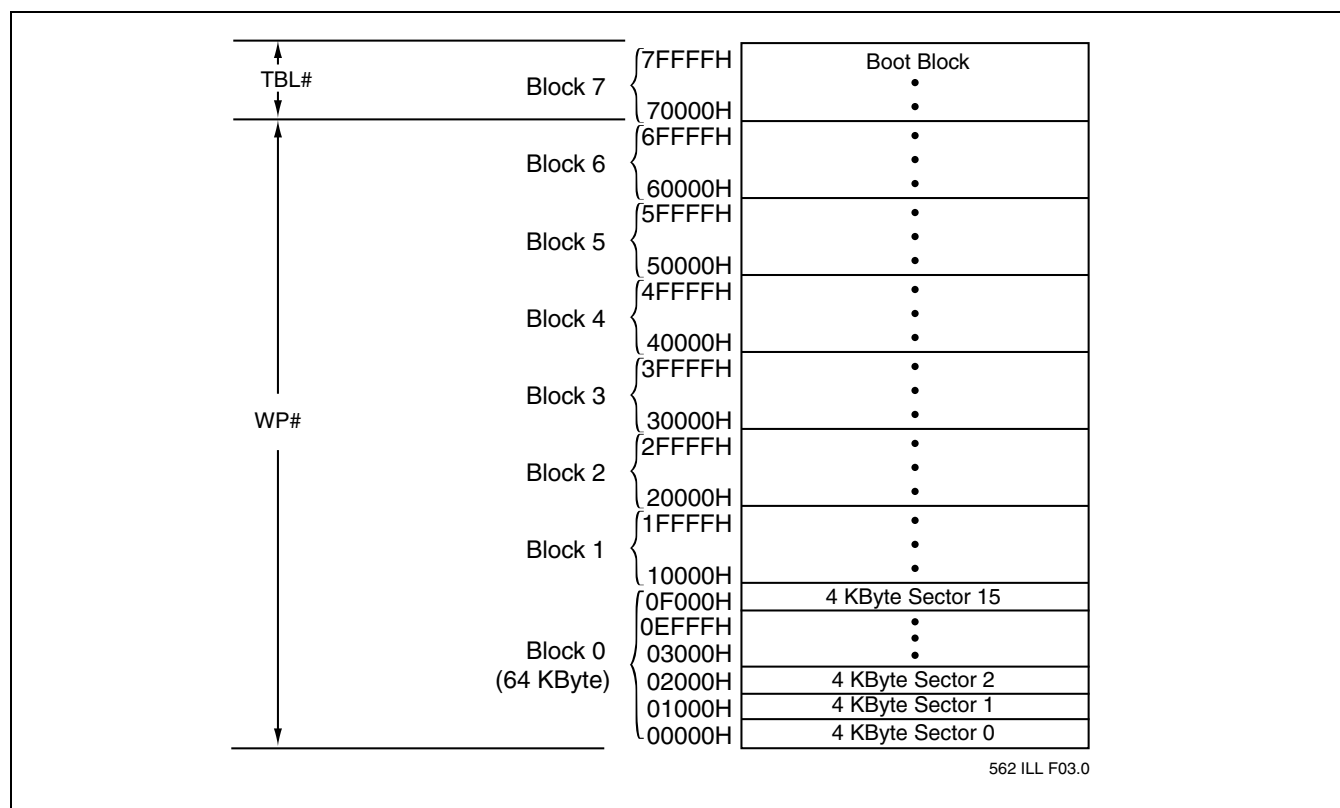 TBL#
Block 7
7FFFFH
Boot Block
70000H
Block 6
6FFFFH
60000H
Block 5
5FFFFH
50000H
Block 4
4FFFFH
40000H
WP#
Block 3
3FFFFH
30000H
Block 2
2FFFFH
20000H
Block 1
1FFFFH
10000H
Block 0
(64 KByte)
0F000H
4 KByte Sector 15
0EFFFH
03000H
02000H
4 KByte Sector 2
01000H
4 KByte Sector 1
00000H
4 KByte Sector 0
562 ILL F03.0